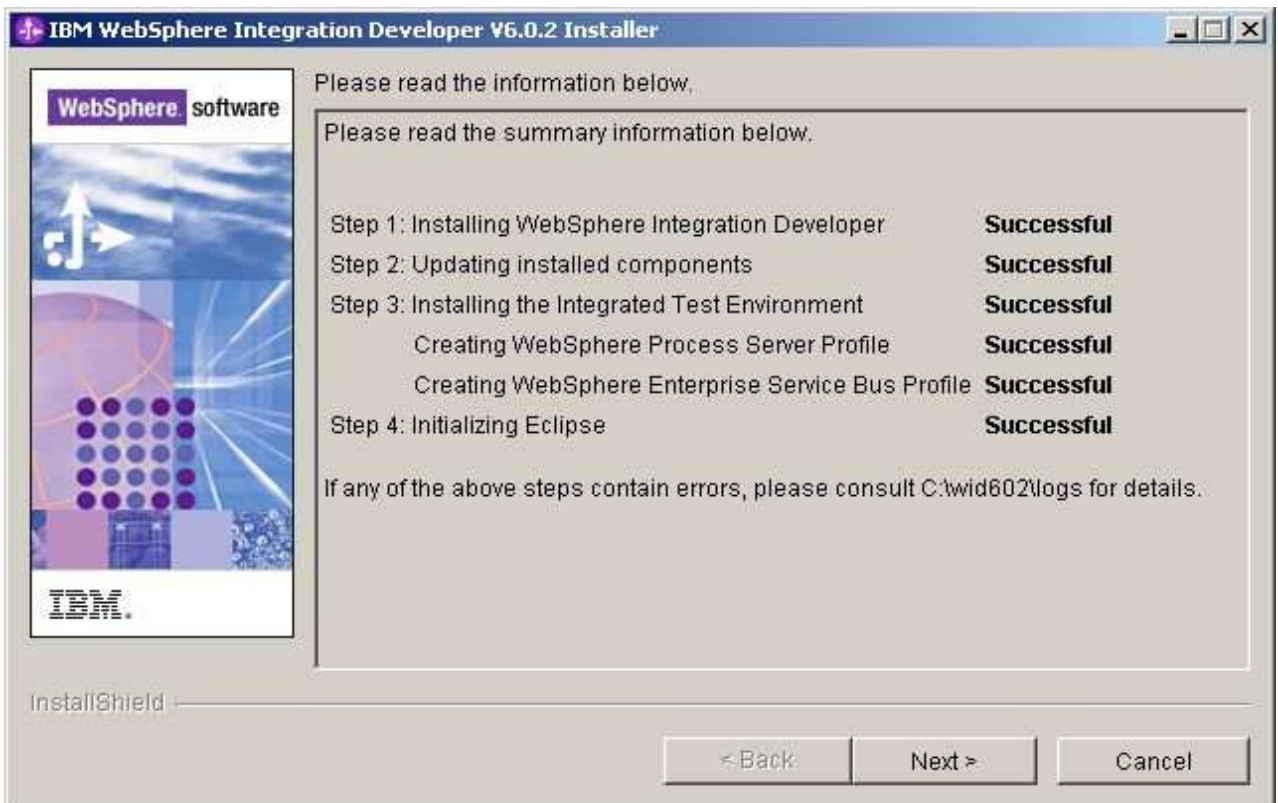 IBM WebSphere Integration Developer V6.0.2 Installer
WebSphere. software
IBM.
Please read the information below.
Please read the summary information below.
Step 1: Installing WebSphere Integration Developer Successful
Step 2: Updating installed components Successful
Step 3: Installing the Integrated Test Environment Successful
Creating WebSphere Process Server Profile Successful
Creating WebSphere Enterprise Service Bus Profile Successful
Step 4: Initializing Eclipse Successful
If any of the above steps contain errors, please consult C:\wid602\logs for details.
InstallShield
< Back Next > Cancel